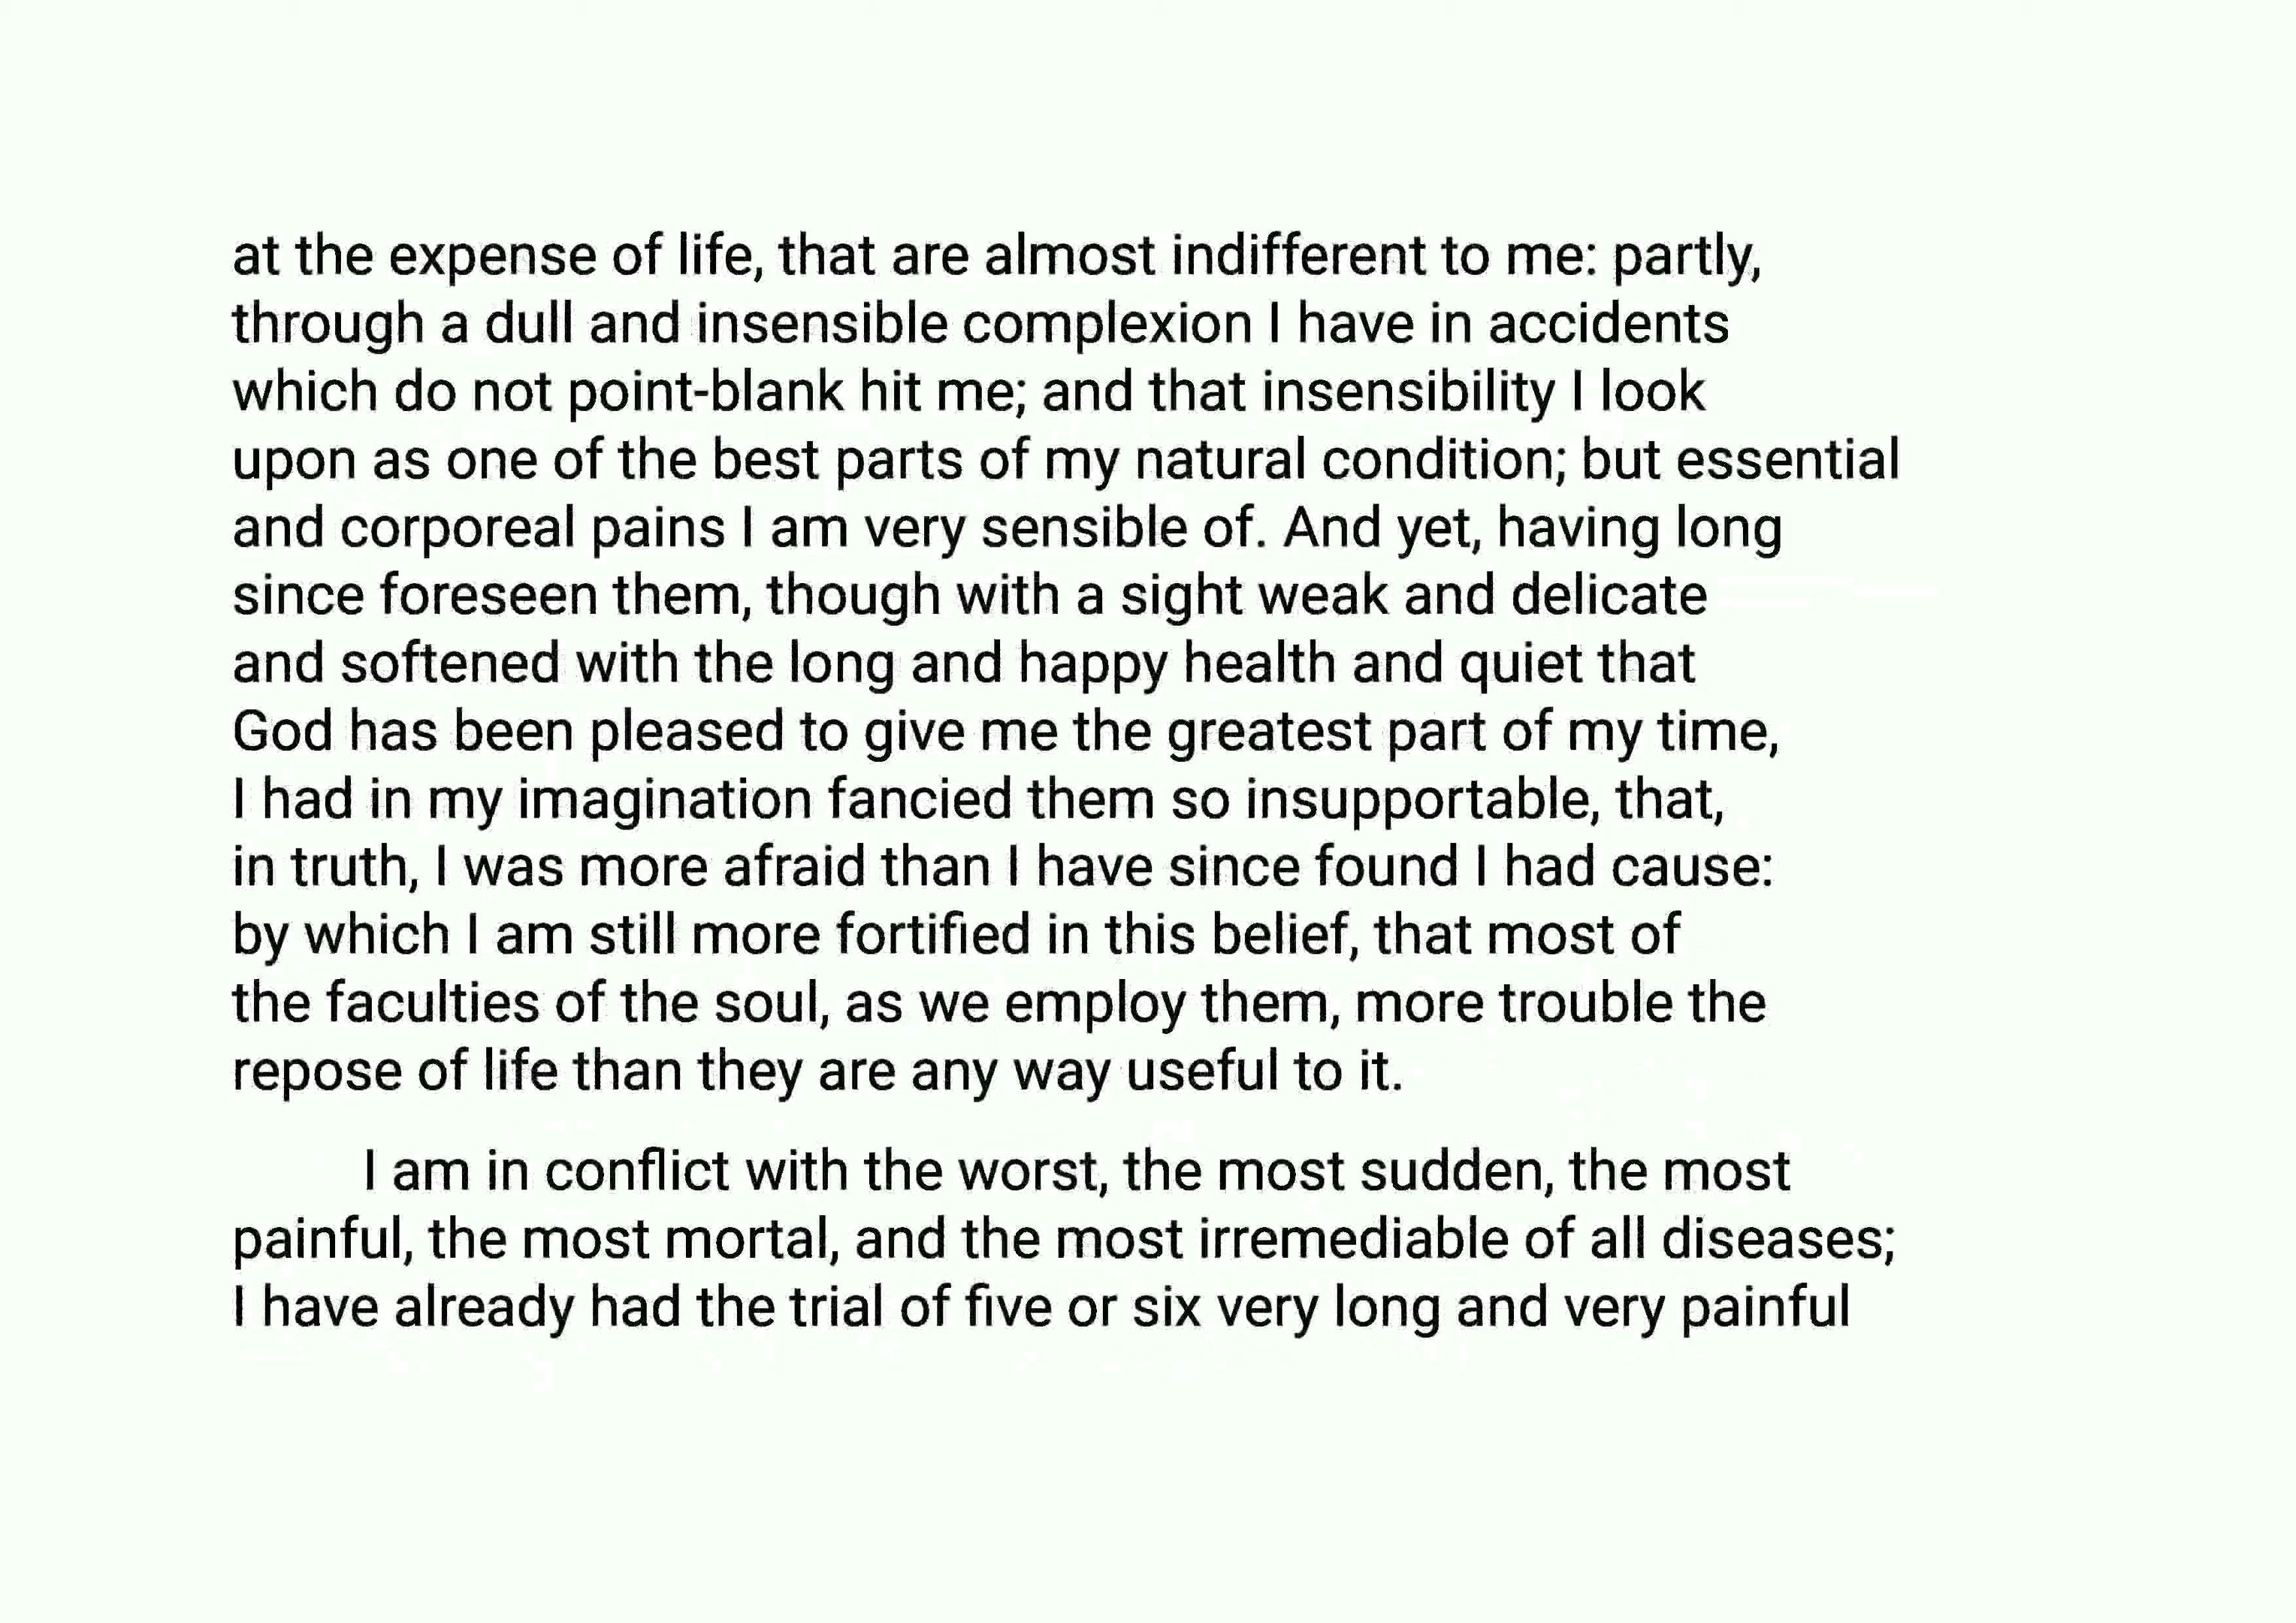 at the expense of life, that are almost indifferent to me: partly,
through a dull and insensible complexion I have in accidents
which do not point-blank hit me; and that insensibility I look
upon as one of the best parts of my natural condition; but essential
and corporeal pains I am very sensible of. And yet, having long
since foreseen them, though with a sight weak and delicate
and softened with the long and happy health and quiet that
God has been pleased to give me the greatest part of my time,
I had in my imagination fancied them so insupportable, that,
in truth, I was more afraid than I have since found I had cause:
by which I am still more fortified in this belief, that most of
the faculties of the soul, as we employ them, more trouble the
repose of life than they are any way useful to it.
I am in conflict with the worst, the most sudden, the most
painful, the most mortal, and the most irremediable of all diseases;
I have already had the trial of five or six very long and very painful